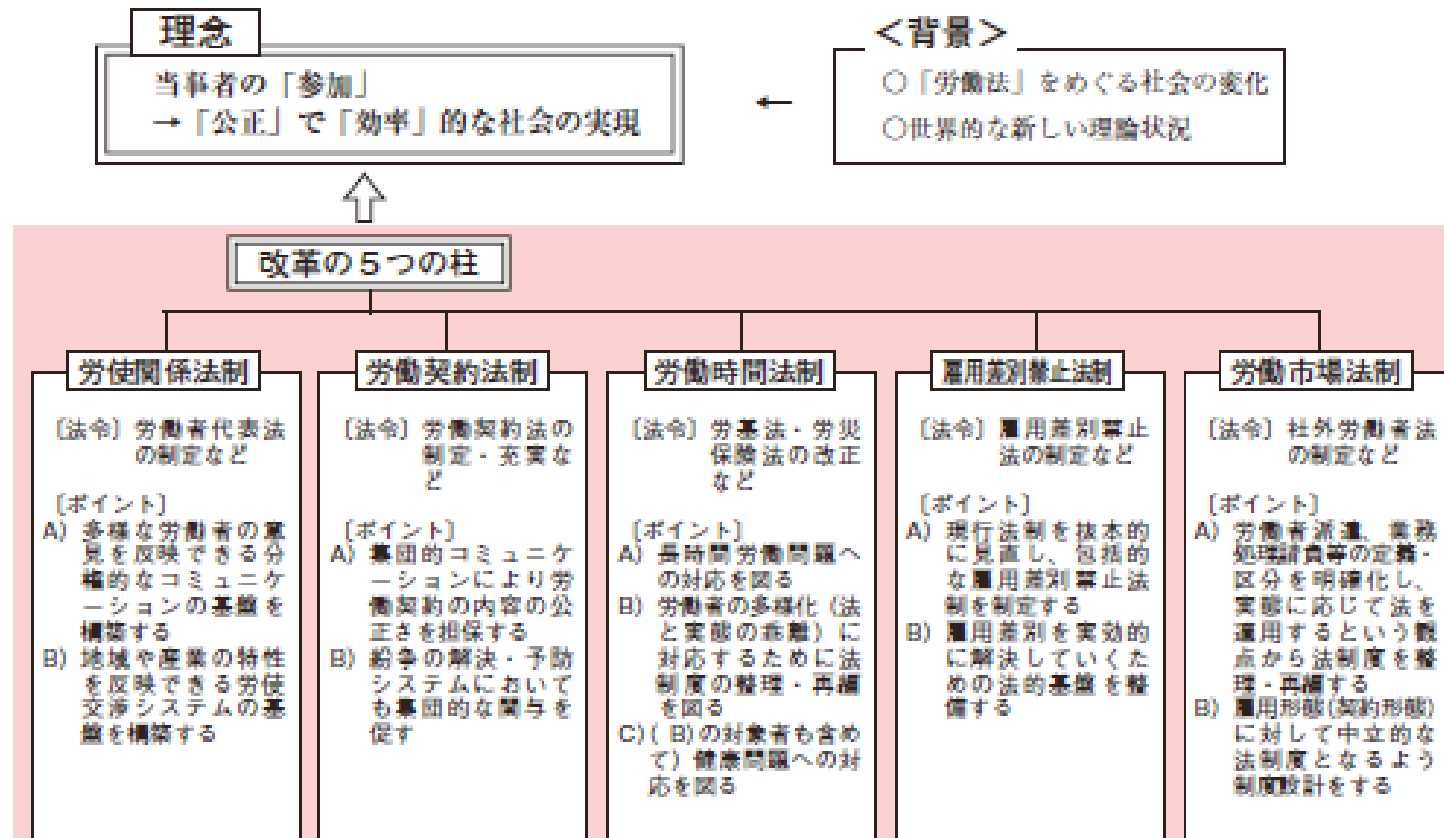 理念
当事者の「参加」
→「公正」で「効率」的な社会の実現
←
＜背景＞
○「労働法」をめぐる社会の変化
○世界的な新しい理論状況
改革の５つの柱
労使関係法制
〔法令〕労働者代表法
の制定など
〔ポイント〕
A) 多様な労働者の意
見を反映できる分
権的なコミュニケ
ーションの基盤を
構築する
B) 地域や産業の特性
を反映できる労使
交渉システムの基
盤を構築する
労働契約法制
〔法令〕労働契約法の
制定・充実な
ど
〔ポイント〕
A) 集団的コミュニケ
ーションにより労
働契約の内容の公
正さを担保する
B) 紛争の解決・予防
システムにおいて
も集団的な関与を
促す
労働時間法制
〔法令〕労基法・労災
保険法の改正
など
〔ポイント〕
A) 長時間労働問題へ
の対応を図る
B) 労働者の多様化（法
と実態の乖離）に
対応するために法
制度の整理・再編
を図る
C)( B)の対象者も含め
て）健康問題への対
応を図る
雇用差別禁止法制
〔法令〕雇用差別禁止
法の制定など
〔ポイント〕
A) 現行法制を抜本的
に見直し、包括的
な雇用差別禁止法
制を制定する
B) 雇用差別を実効的
に解決していくた
めの法的基盤を整
備する
労働市場法制
〔法令〕社外労働者法
の制定など
〔ポイント〕
A) 労働者派遣、業務
処理請負等の定義・
区分を明確化し、
実態に応じて法を
適用するという観
点から法制度を整
理・再編する
B) 雇用形態(契約形態)
に対して中立的な
法制度となるよう
制度設計をする